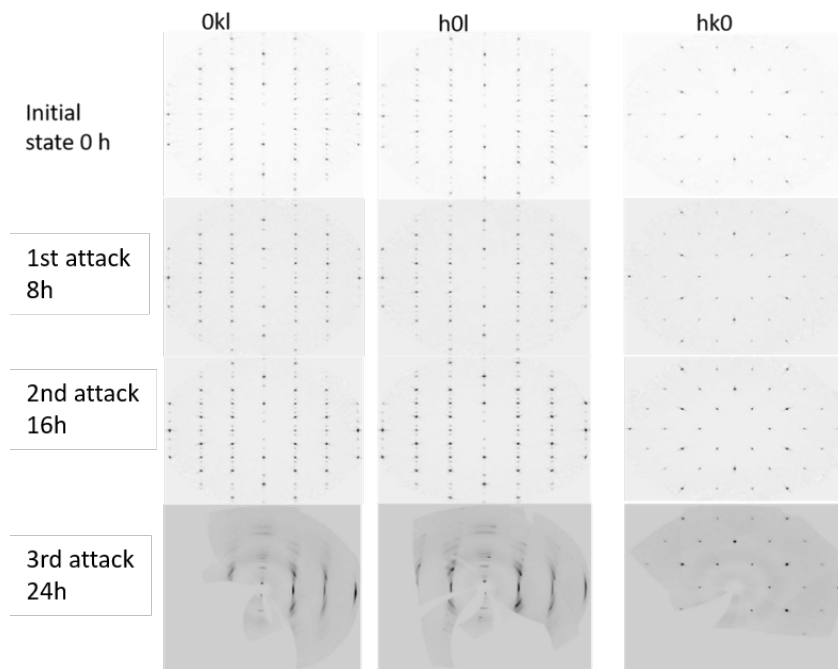 0kl
h0l
hk0
Initial
state 0 h
1st attack
8h
2nd attack
16h
3rd attack
24h